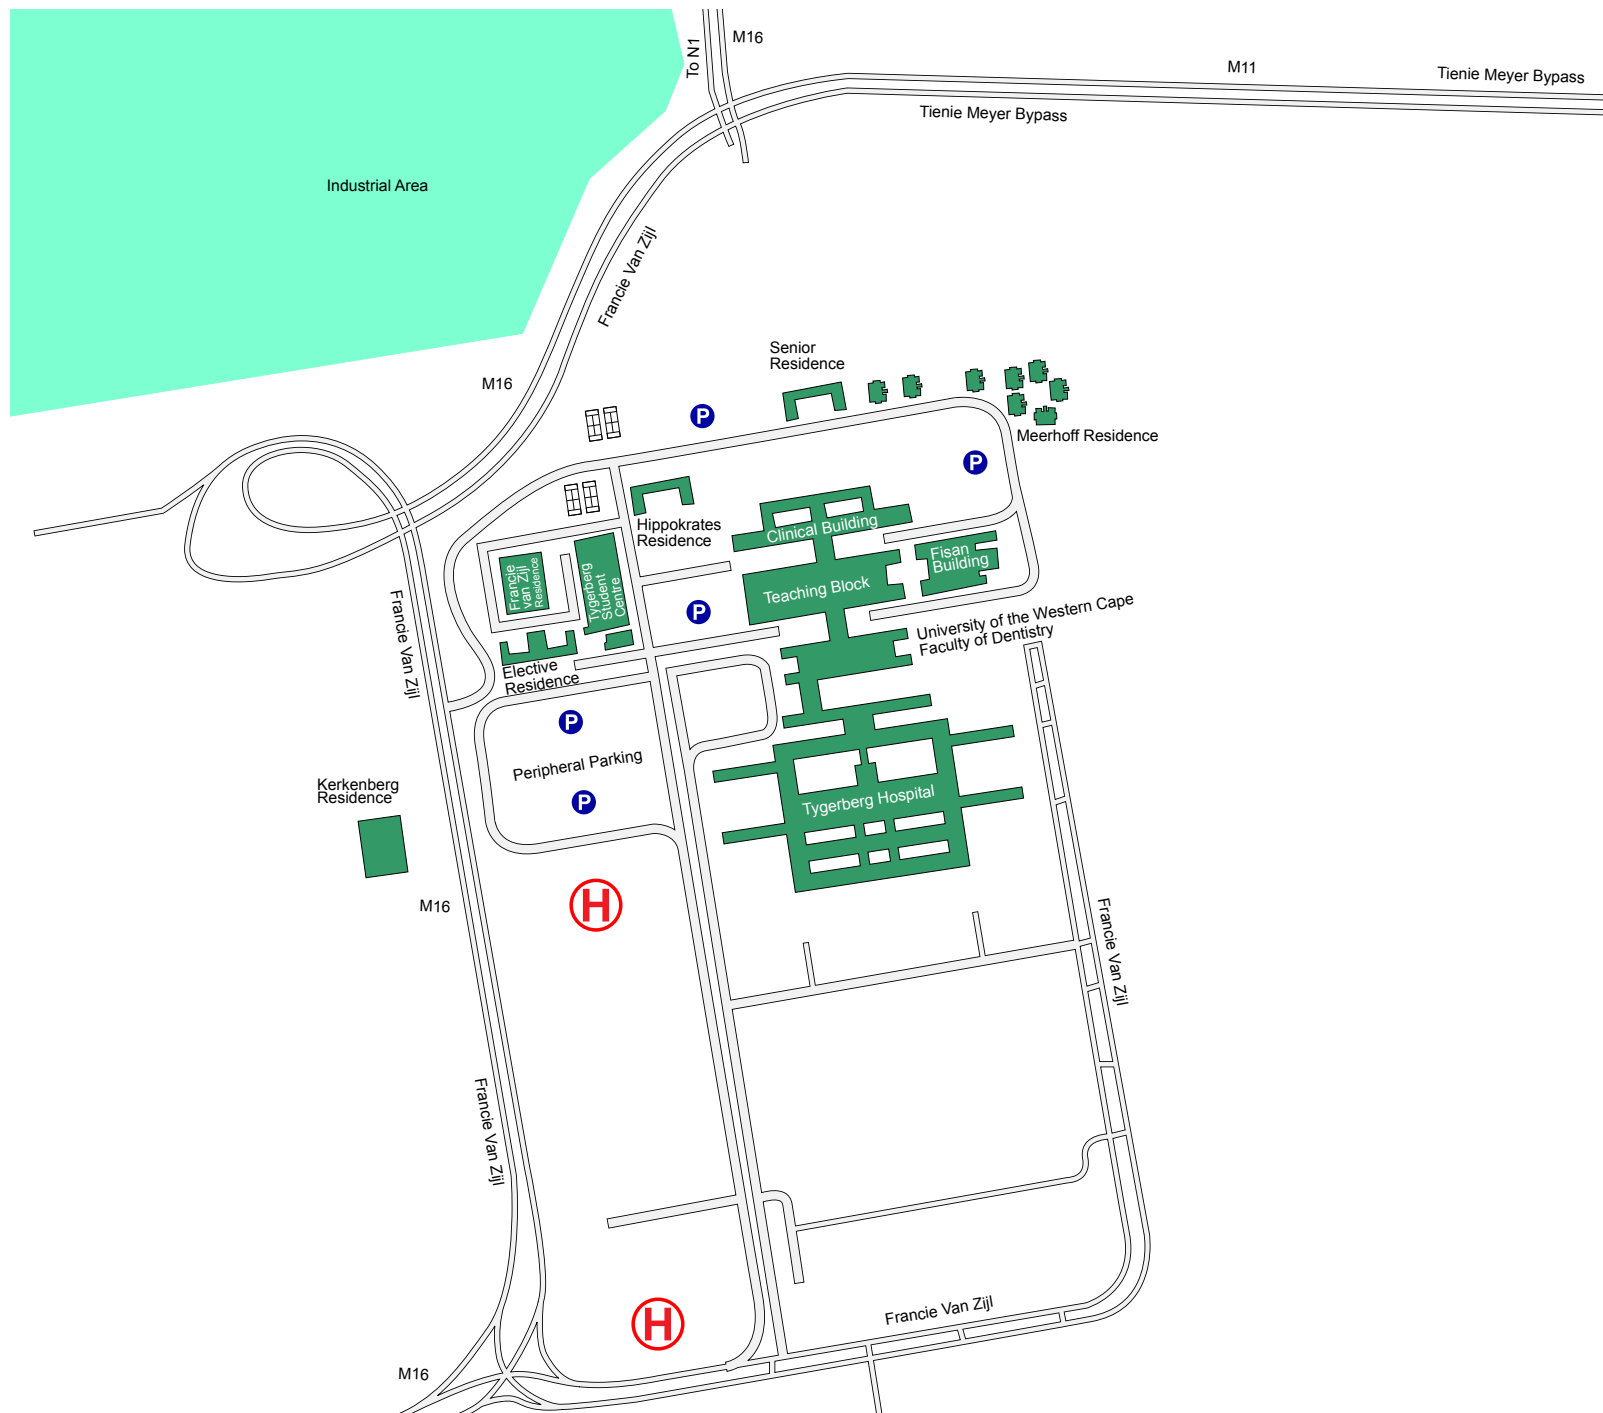 To N1
M16
M11
Tienie Meyer Bypass
Tienie Meyer Bypass
Industrial Area
Francie Van Zijl
Senior
Residence
M16
P
Meerhoff Residence
P
Hippokrates
Residence
Clinical Building
Fisan
Building
Francie
van Zijl
Residence
Tygerberg
Student
Centre
Teaching Block
P
University of the Western Cape
Faculty of Dentistry
Francie Van Zijl
Elective
Residence
P
Peripheral Parking
Kerkenberg
Residence
P
Tygerberg Hospital
M16
H
Francie Van Zijl
Francie Van Zijl
H
Francie Van Zijl
M16